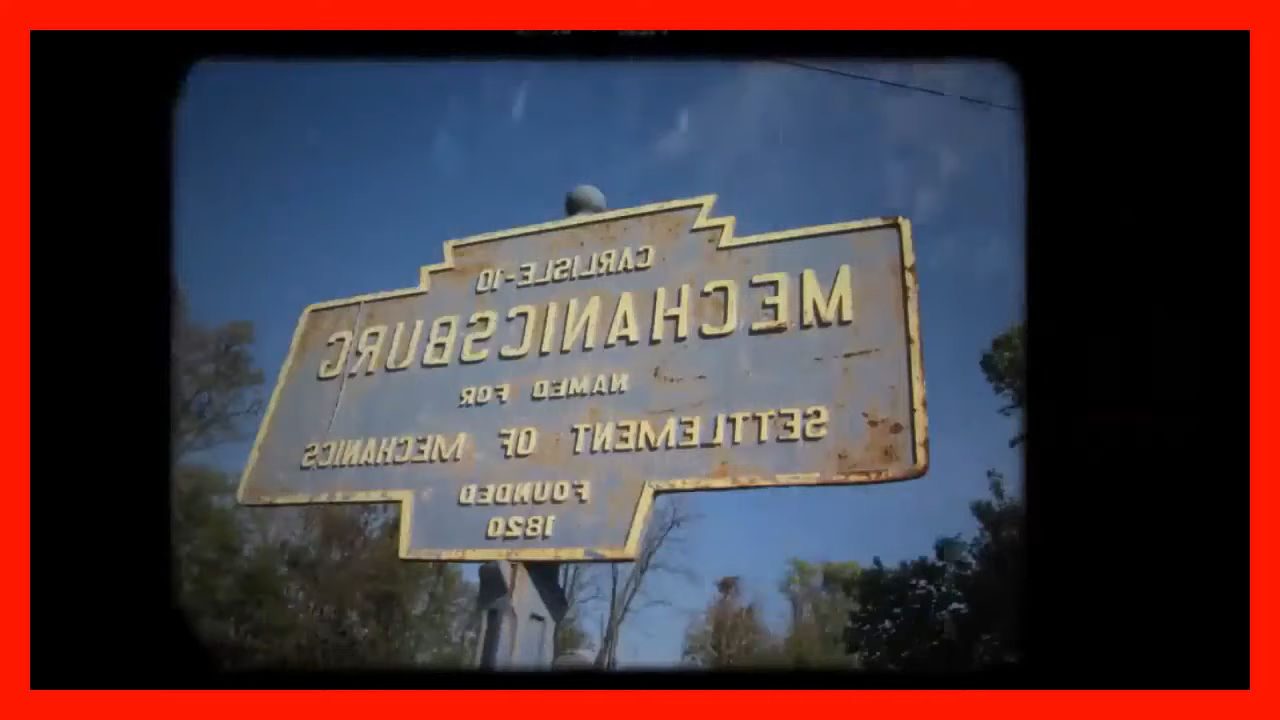 CARLISLE-10
MECHANICSBURG
NAMED FOR
SETTLEMENT OF MECHANICS
FOUNDED
1820